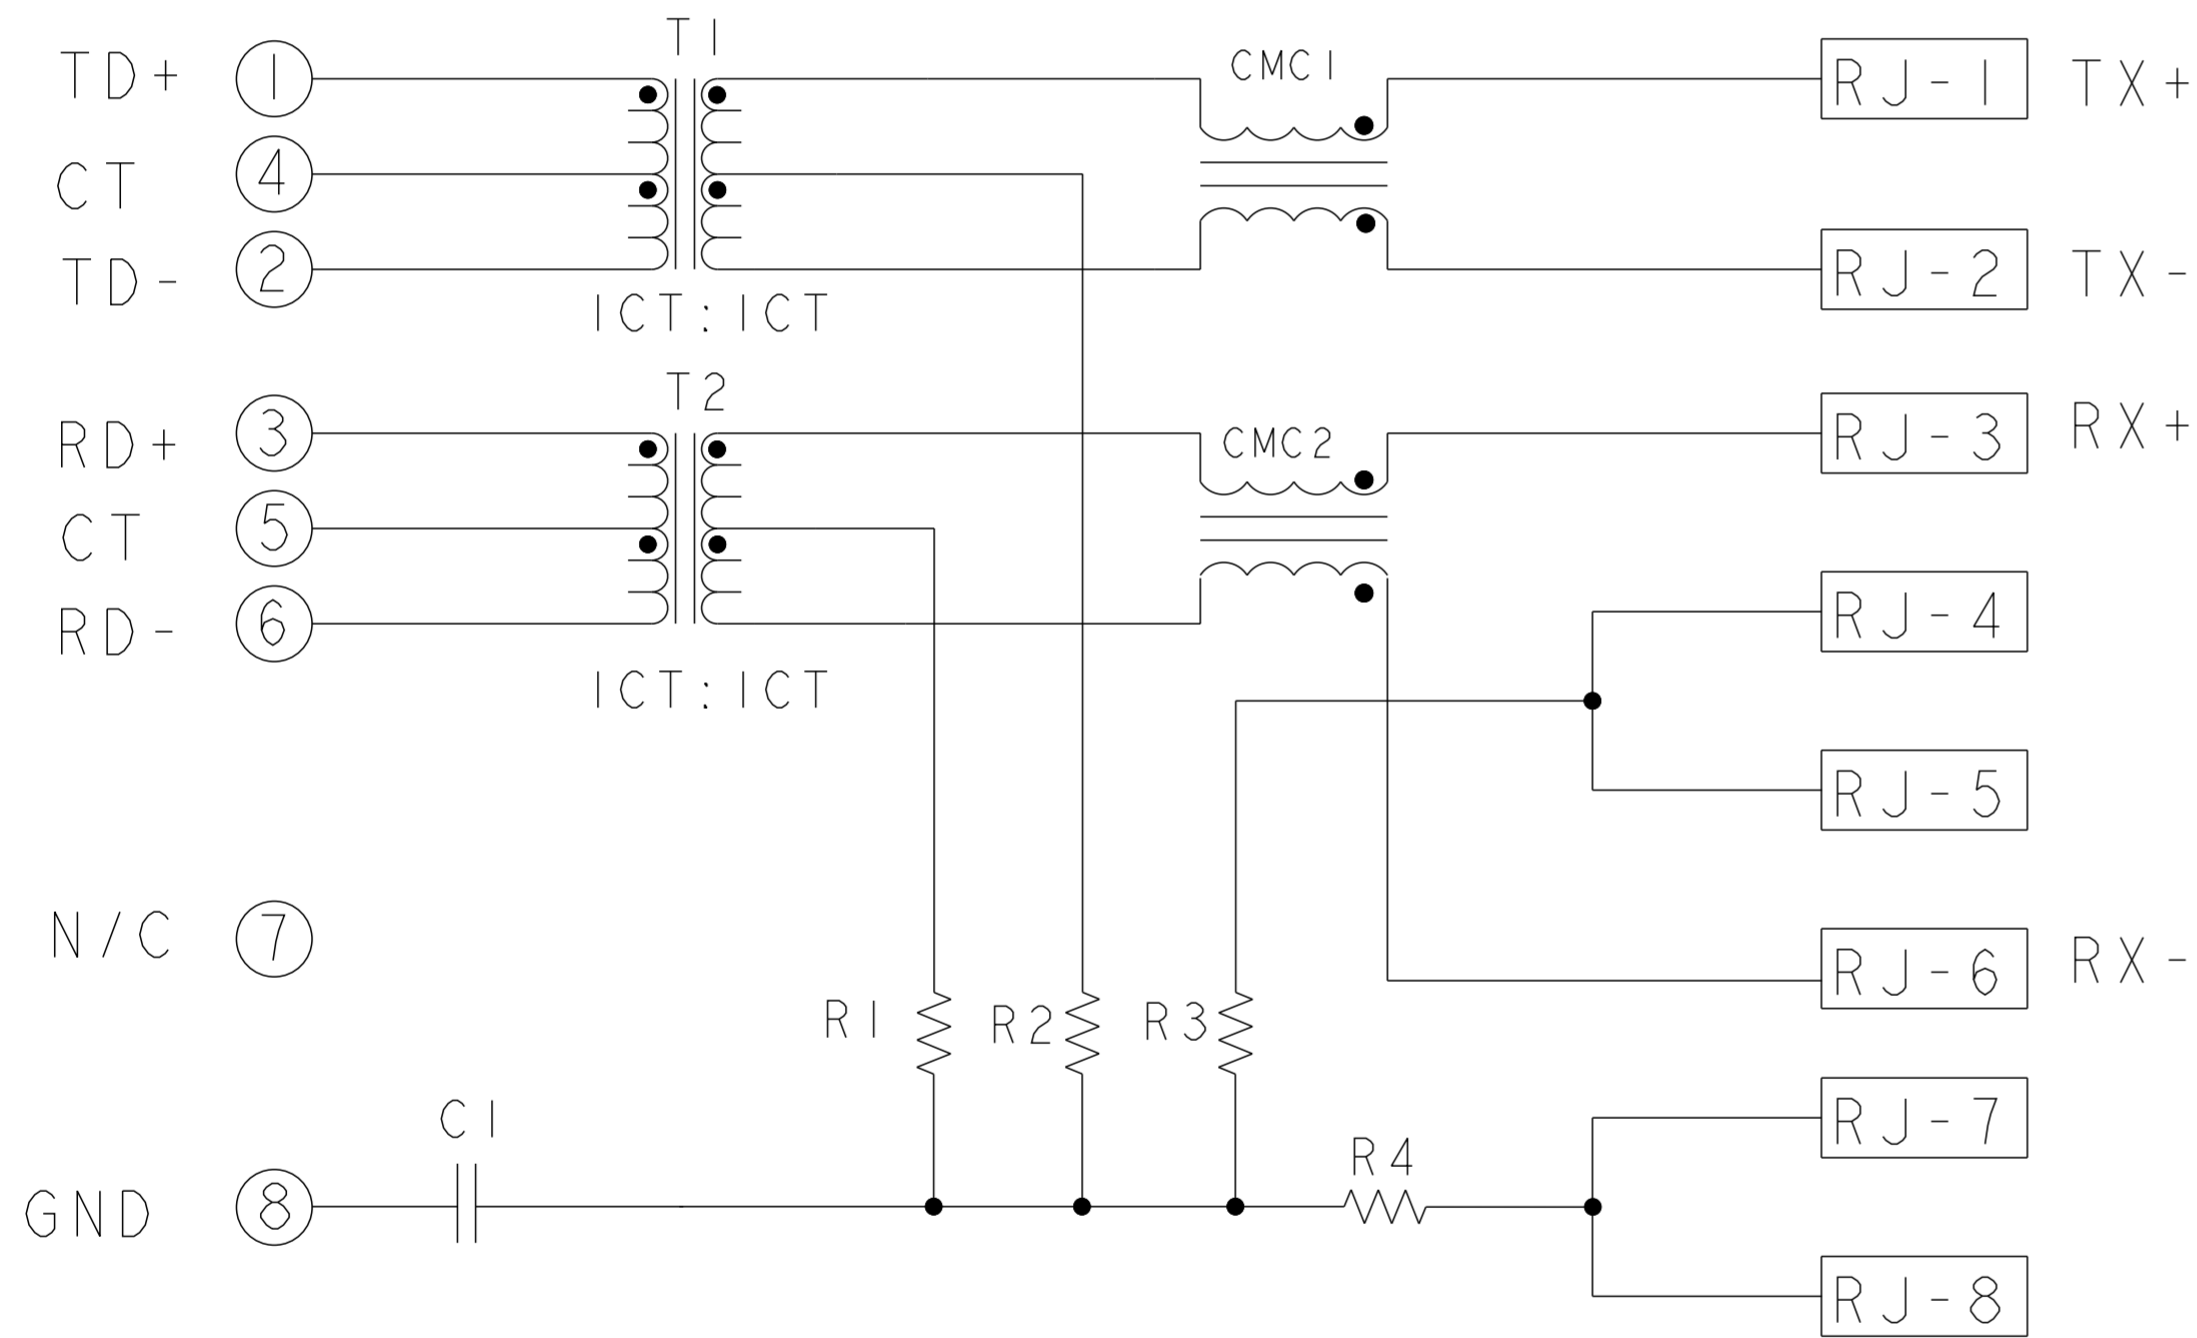 T1
TD+ 1 CMC1 RJ-1 TX+
CT 4
TD- 2 RJ-2 TX-
1CT:1CT
T2
RD+ 3 CMC2 RJ-3 RX+
CT 5
RD- 6 RJ-4
1CT:1CT
RJ-5
N/C 7 RJ-6 RX-
R1 R2 R3
C1 RJ-7
R4
GND 8
RJ-8